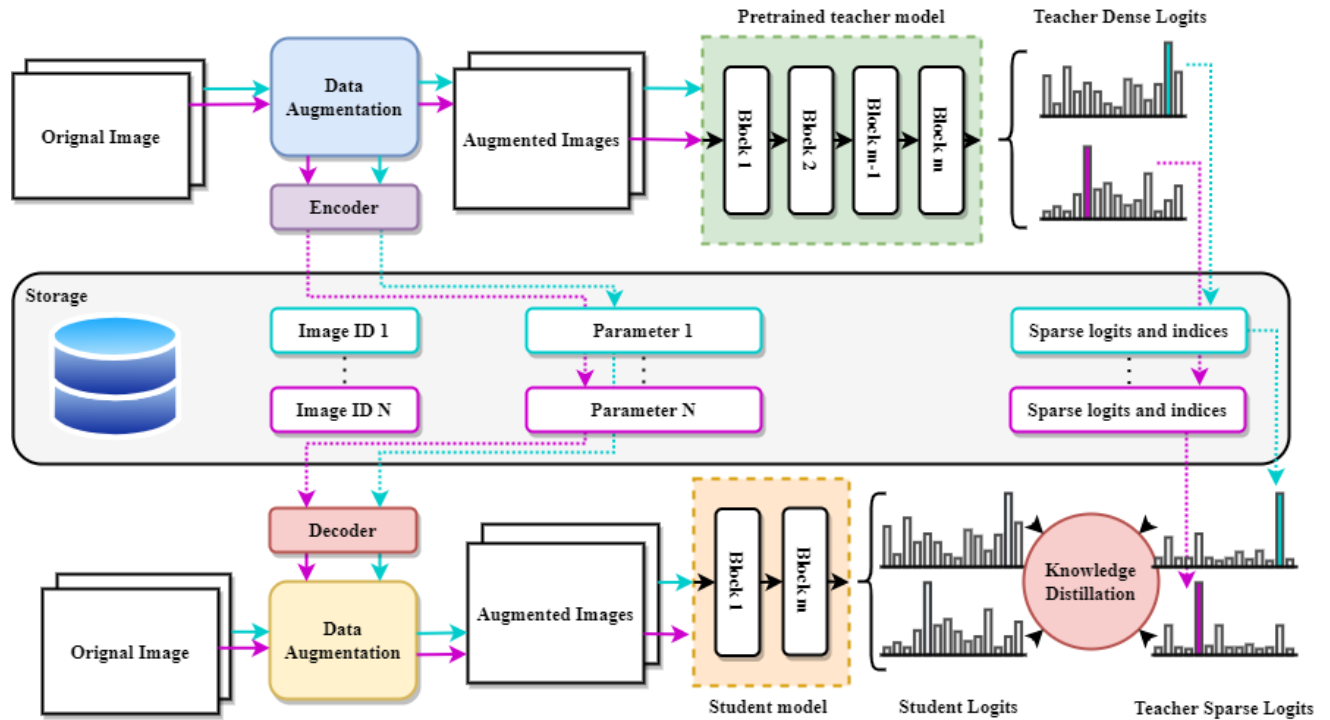 Pretrained teacher model
Teacher Dense Logits
Orignal Image
Data
Augmentation
Augmented Images
Block 1
Block 2
Block m-1
Block m
Encoder
Storage
Image ID 1
Parameter 1
Sparse logits and indices
Image ID N
Parameter N
Sparse logits and indices
Decoder
Orignal Image
Data
Augmentation
Augmented Images
Block 1
Block m
Knowledge
Distillation
Student model
Student Logits
Teacher Sparse Logits